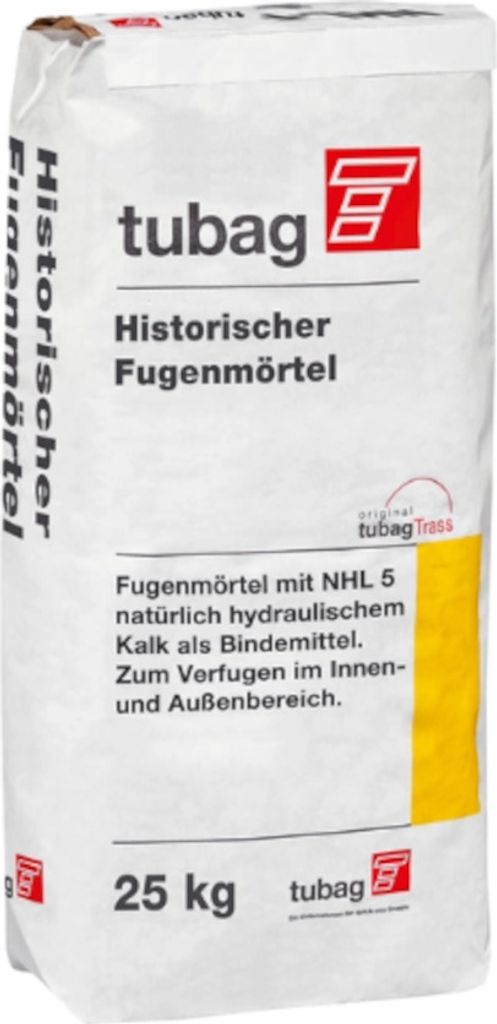 tubag
Historischer
Fugenmörtel
original
tubagTrass
Fugenmörtel mit NHL 5
natürlich hydraulischem
Kalk als Bindemittel.
Zum Verfugen im Innen-
und Außenbereich.
25 kg
tubag
Historischer
Fugenmörtel